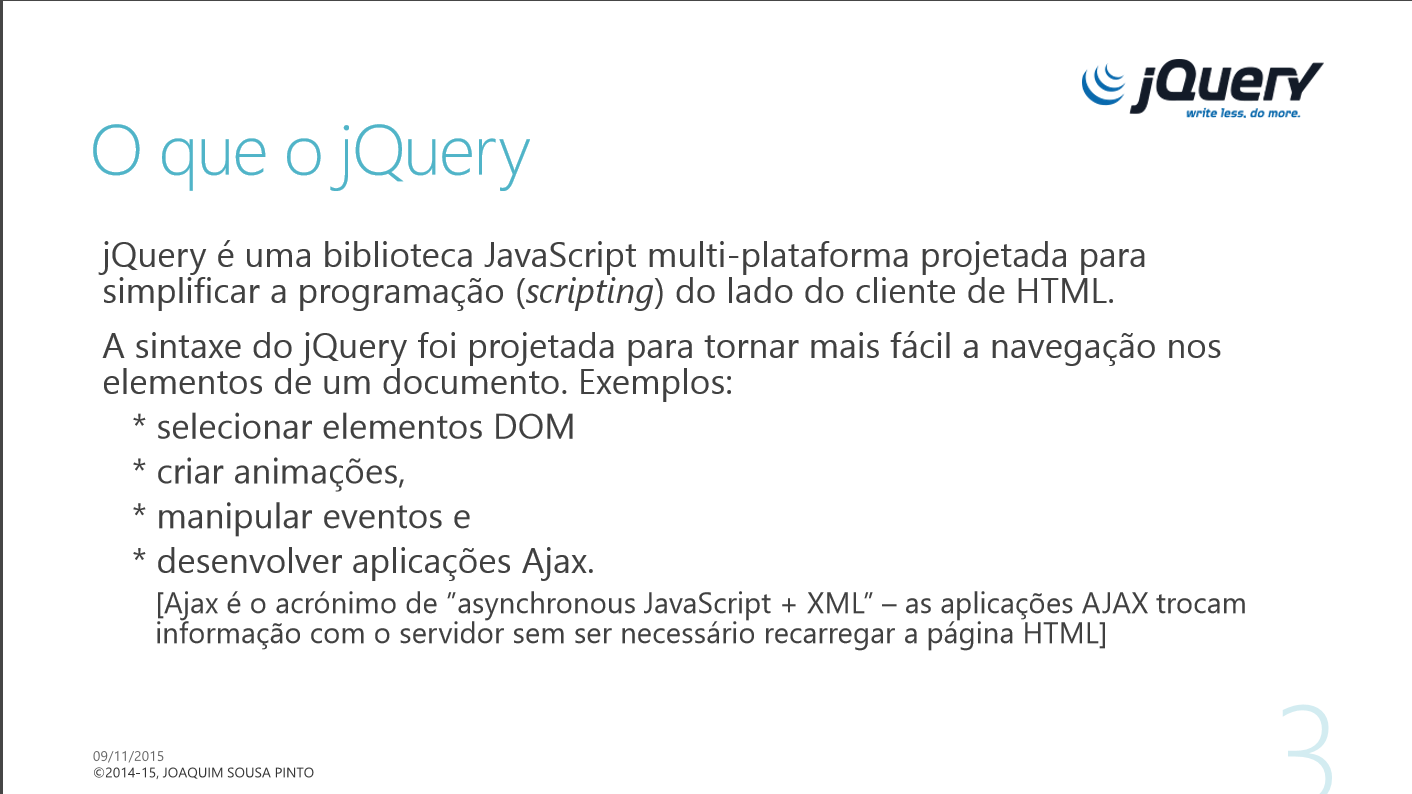 jQuery
write less, do more.
O que o jQuery
jQuery é uma biblioteca JavaScript multi-plataforma projetada para
simplificar a programação (scripting) do lado do cliente de HTML.
A sintaxe do jQuery foi projetada para tornar mais fácil a navegação nos
elementos de um documento. Exemplos:
* selecionar elementos DOM
* criar animações,
* manipular eventos e
* desenvolver aplicações Ajax.
[Ajax é o acrónimo de ”asynchronous JavaScript + XML” – as aplicações AJAX trocam
informação com o servidor sem ser necessário recarregar a página HTML]
09/11/2015
©2014-15, JOAQUIM SOUSA PINTO
3